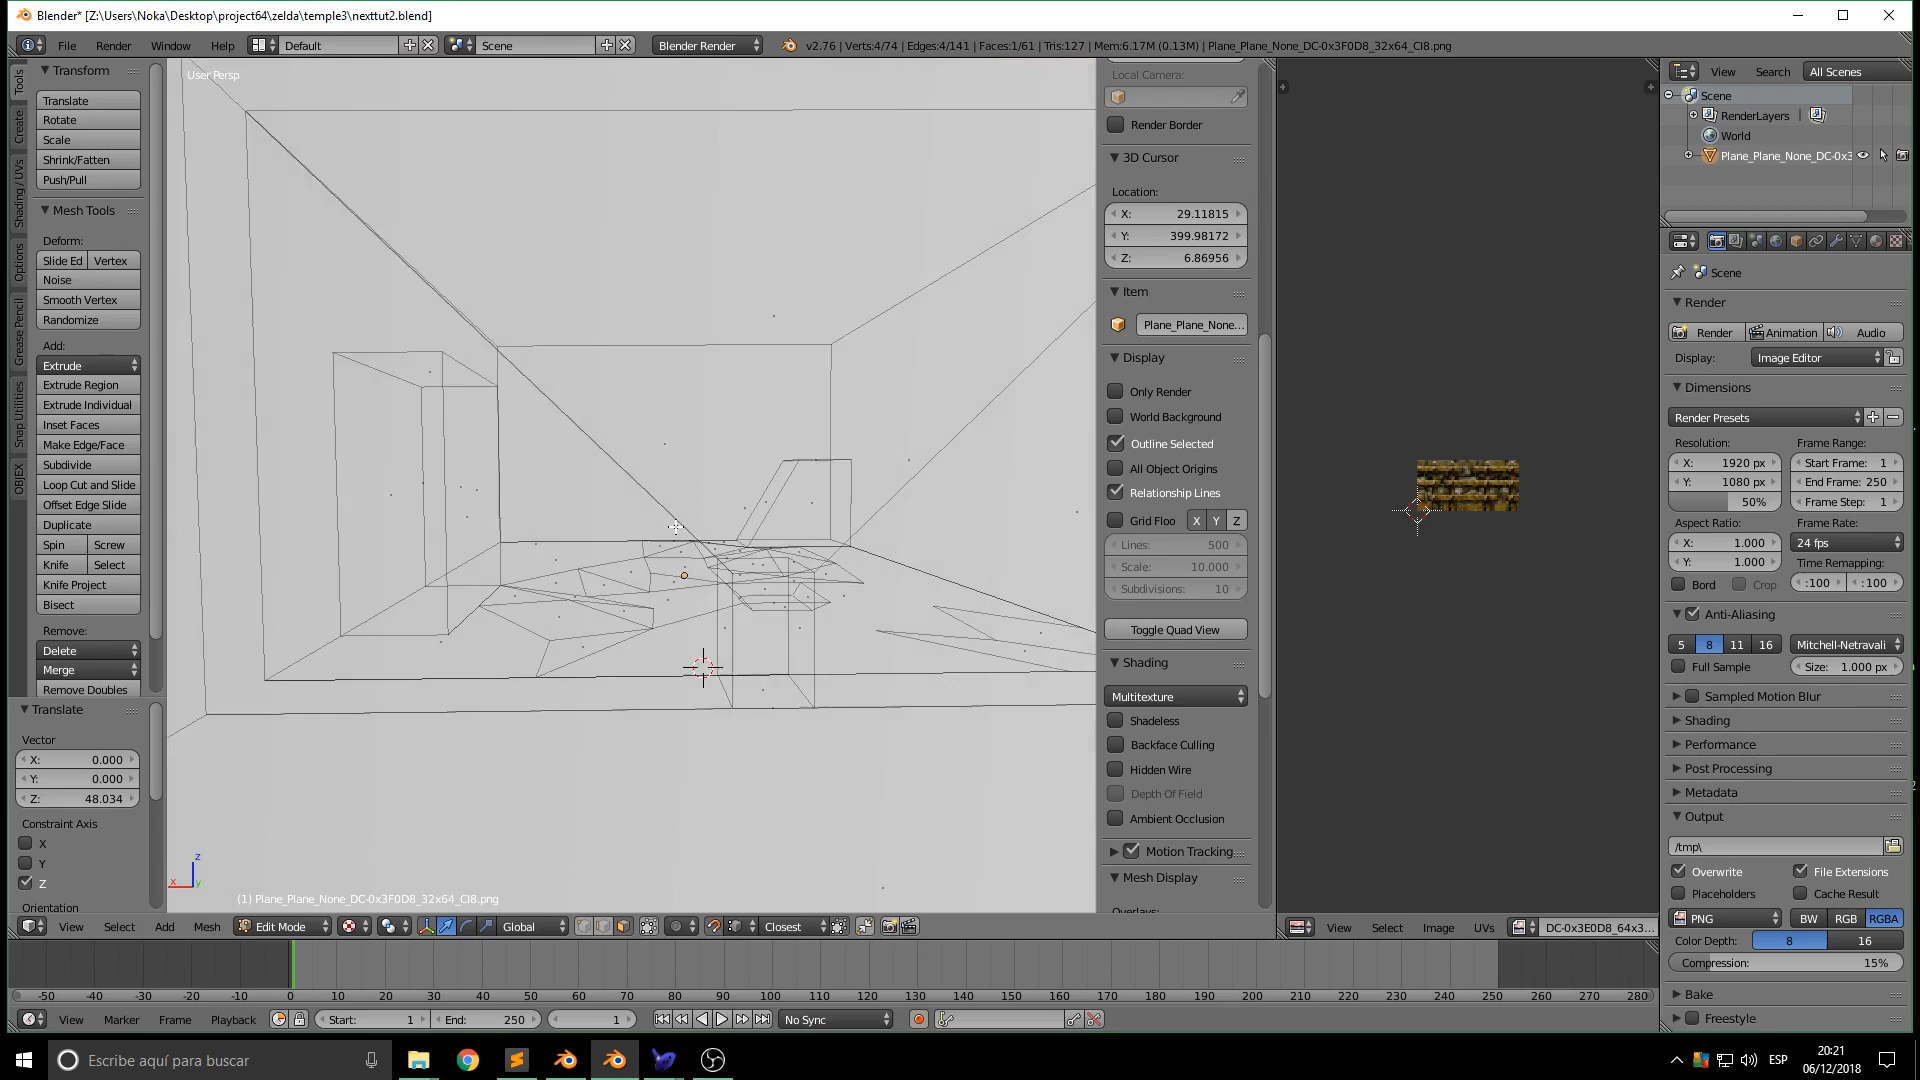 Blender* [Z:\Users\Noka\Desktop\project64\zelda\temple3\nexttut2.blend]
File Render Window Help Default Scene Blender Render v2.76 | Verts:4/74 | Edges:4/141 | Faces:1/61 | Tris:127 | Mem:6.17M (0.13M) | Plane_Plane_None_DC-0x3F0D8_32x64_CI8.png
Tools
Create
Shading / UVs
Options
Grease Pencil
Snap Utilities
OBJEX
Transform
Translate
Rotate
Scale
Shrink/Fatten
Push/Pull
Mesh Tools
Deform:
Slide Ed Vertex
Noise
Smooth Vertex
Randomize
Add:
Extrude
Extrude Region
Extrude Individual
Inset Faces
Make Edge/Face
Subdivide
Loop Cut and Slide
Offset Edge Slide
Duplicate
Spin Screw
Knife Select
Knife Project
Bisect
Remove:
Delete
Merge
Remove Doubles
Translate
Vector
X: 0.000
Y: 0.000
Z: 48.034
Constraint Axis
X
Y
Z
Orientation
User Persp
z
x y
(1) Plane_Plane_None_DC-0x3F0D8_32x64_CI8.png
Local Camera:
Render Border
3D Cursor
Location:
X: 29.11815
Y: 399.98172
Z: 6.86956
Item
Plane_Plane_None...
Display
Only Render
World Background
Outline Selected
All Object Origins
Relationship Lines
Grid Floo X Y Z
Lines: 500
Scale: 10.000
Subdivisions: 10
Toggle Quad View
Shading
Multitexture
Shadeless
Backface Culling
Hidden Wire
Depth Of Field
Ambient Occlusion
Motion Tracking
Mesh Display
View Select Add Mesh Edit Mode Global Closest
View Select Image UVs DC-0x3E0D8_64x3...
View Search All Scenes
Scene
RenderLayers
World
Plane_Plane_None_DC-0x3
Scene
Render
Render Animation Audio
Display: Image Editor
Dimensions
Render Presets
Resolution: Frame Range:
X: 1920 px Start Frame: 1
Y: 1080 px End Frame: 250
50% Frame Step: 1
Aspect Ratio: Frame Rate:
X: 1.000 24 fps
Y: 1.000 Time Remapping:
Bord Crop :100 :100
Anti-Aliasing
5 8 11 16 Mitchell-Netravali
Full Sample Size: 1.000 px
Sampled Motion Blur
Shading
Performance
Post Processing
Metadata
Output
/tmp\
Overwrite File Extensions
Placeholders Cache Result
PNG BW RGB RGBA
Color Depth: 8 16
Compression: 15%
Bake
Freestyle
-50 -40 -30 -20 -10 0 10 20 30 40 50 60 70 80 90 100 110 120 130 140 150 160 170 180 190 200 210 220 230 240 250 260 270 280
View Marker Frame Playback Start: 1 End: 250 1 No Sync
Escribe aquí para buscar
ESP
20:21
06/12/2018